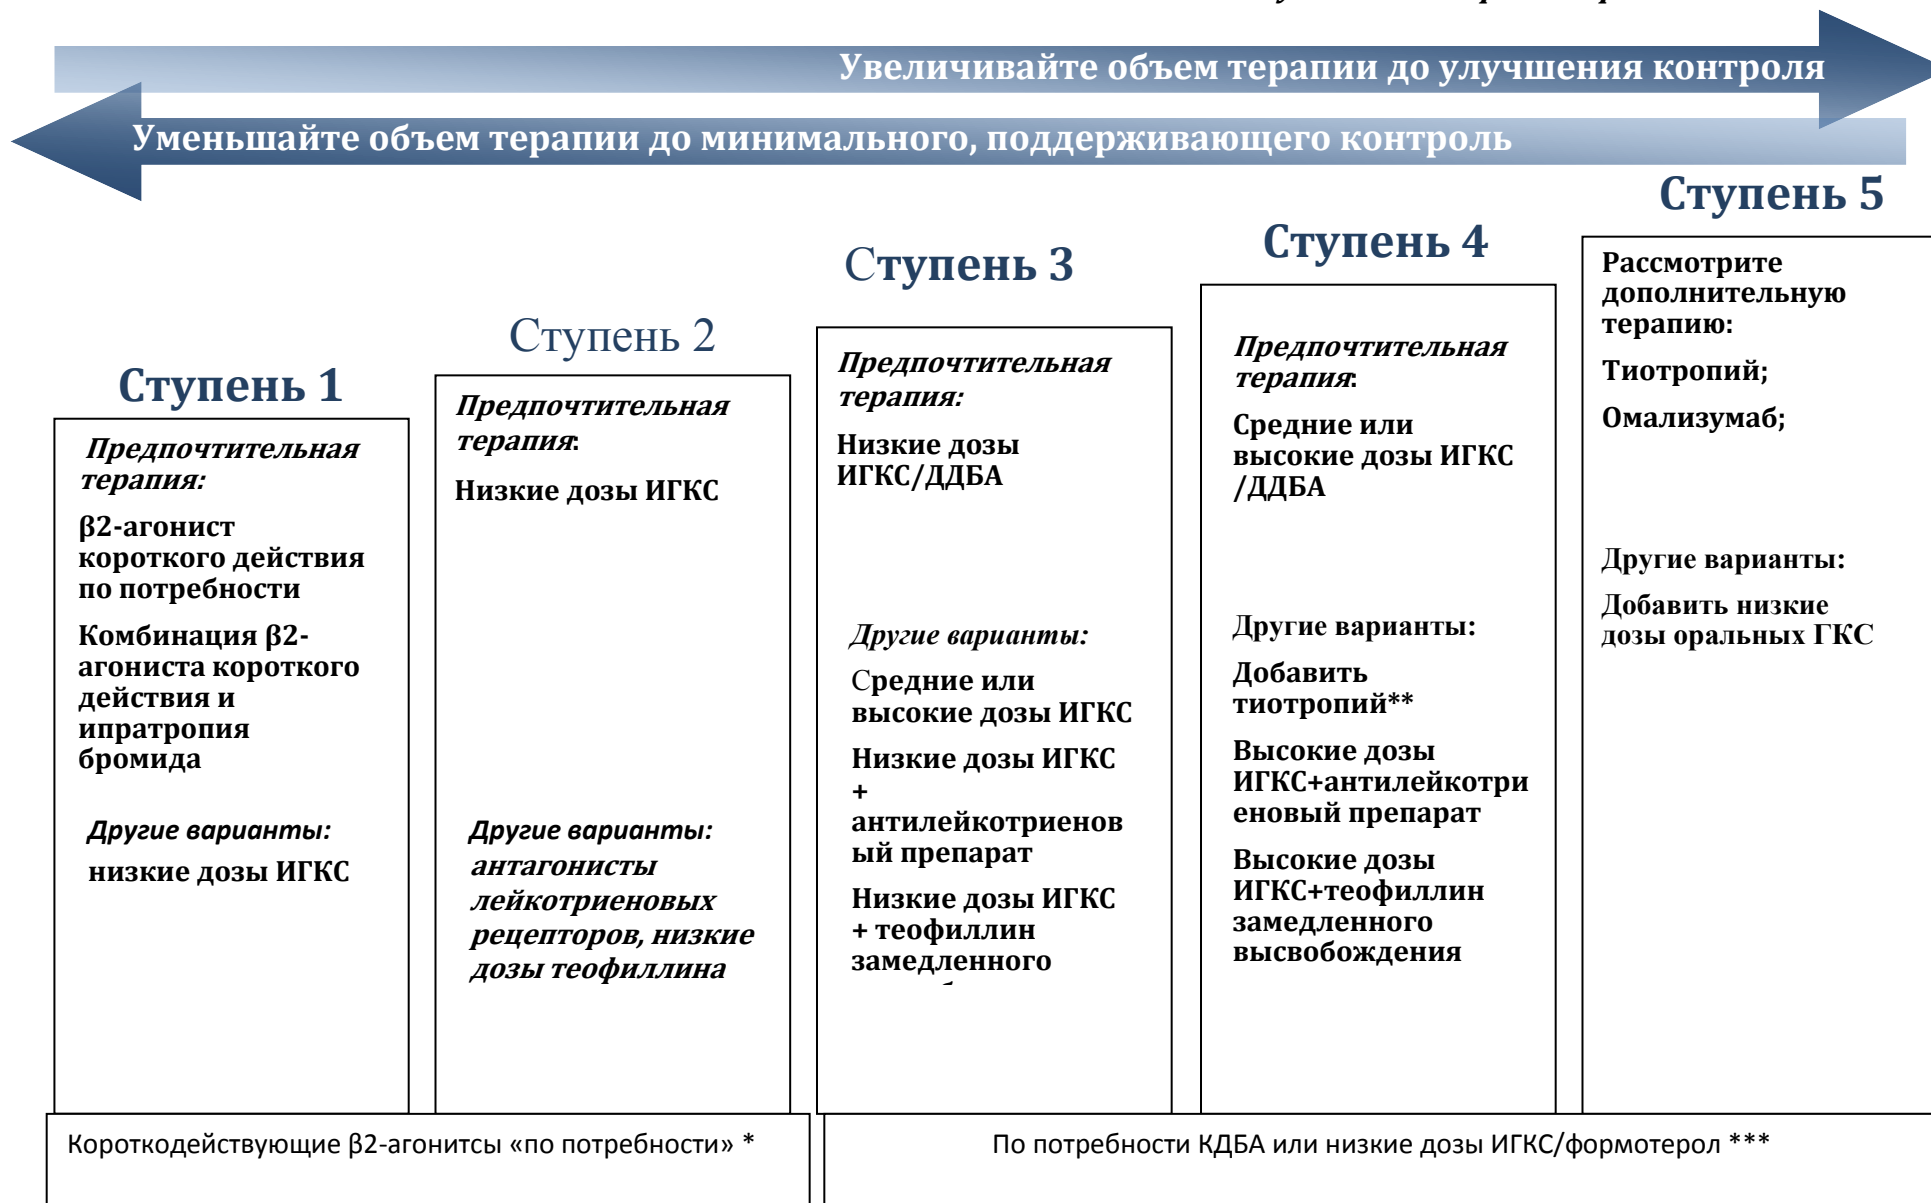 Увеличивайте объем терапии до улучшения контроля
Уменьшайте объем терапии до минимального, поддерживающего контроль
Ступень 1
Предпочтительная
терапия:
β2-агонист
короткого действия
по потребности
Комбинация β2-
агониста короткого
действия и
ипратропия
бромида
Другие варианты:
низкие дозы ИГКС
Ступень 2
Предпочтительная
терапия:
Низкие дозы ИГКС
Другие варианты:
антагонисты
лейкотриеновых
рецепторов, низкие
дозы теофиллина
Ступень 3
Предпочтительная
терапия:
Низкие дозы
ИГКС/ДДБА
Другие варианты:
Средние или
высокие дозы ИГКС
Низкие дозы ИГКС
+
антилейкотриенов
ый препарат
Низкие дозы ИГКС
+ теофиллин
замедленного
Ступень 4
Предпочтительная
терапия:
Средние или
высокие дозы ИГКС
/ДДБА
Другие варианты:
Добавить
тиотропий**
Высокие дозы
ИГКС+антилейкотри
еновый препарат
Высокие дозы
ИГКС+теофиллин
замедленного
высвобождения
Ступень 5
Рассмотрите
дополнительную
терапию:
Тиотропий;
Омализумаб;
Другие варианты:
Добавить низкие
дозы оральных ГКС
Короткодействующие β2-агонитсы «по потребности» *
По потребности КДБА или низкие дозы ИГКС/формотерол ***